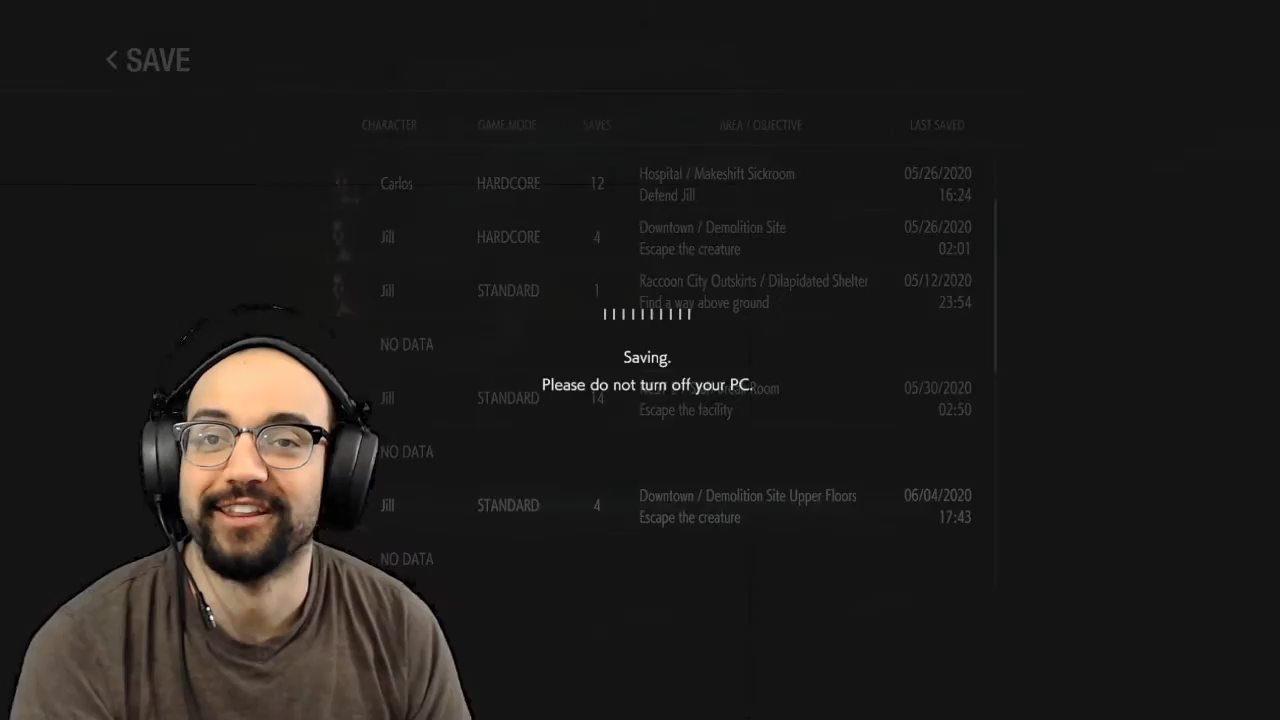 < SAVE
CHARACTER GAME MODE SAVES AREA / OBJECTIVE LAST SAVED
Carlos HARDCORE 12 Hospital / Makeshift Sickroom 05/26/2020
Defend Jill 16:24
Jill HARDCORE 4 Downtown / Demolition Site 05/26/2020
Escape the creature 02:01
Jill STANDARD 1 Raccoon City Outskirts / Dilapidated Shelter 05/12/2020
Find a way above ground 23:54
NO DATA
Saving.
Please do not turn off your PC.
Jill STANDARD 14 Room 05/30/2020
Escape the facility 02:50
NO DATA
Jill STANDARD 4 Downtown / Demolition Site Upper Floors 06/04/2020
Escape the creature 17:43
NO DATA